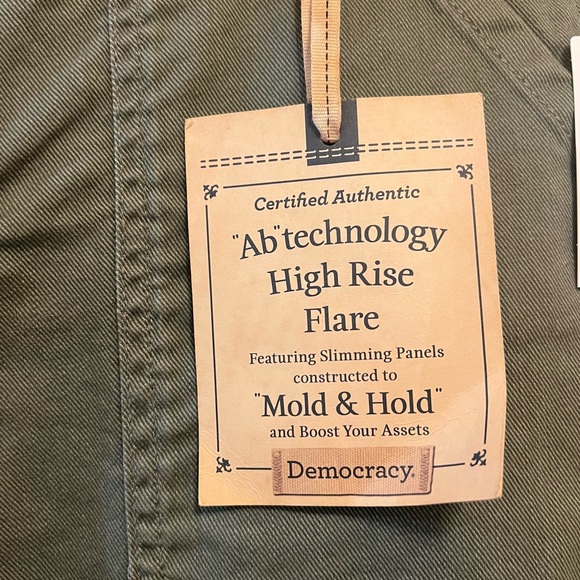 Certified Authentic
"Ab"technology
High Rise
Flare
Featuring Slimming Panels
constructed to
"Mold & Hold"
and Boost Your Assets
Democracy®